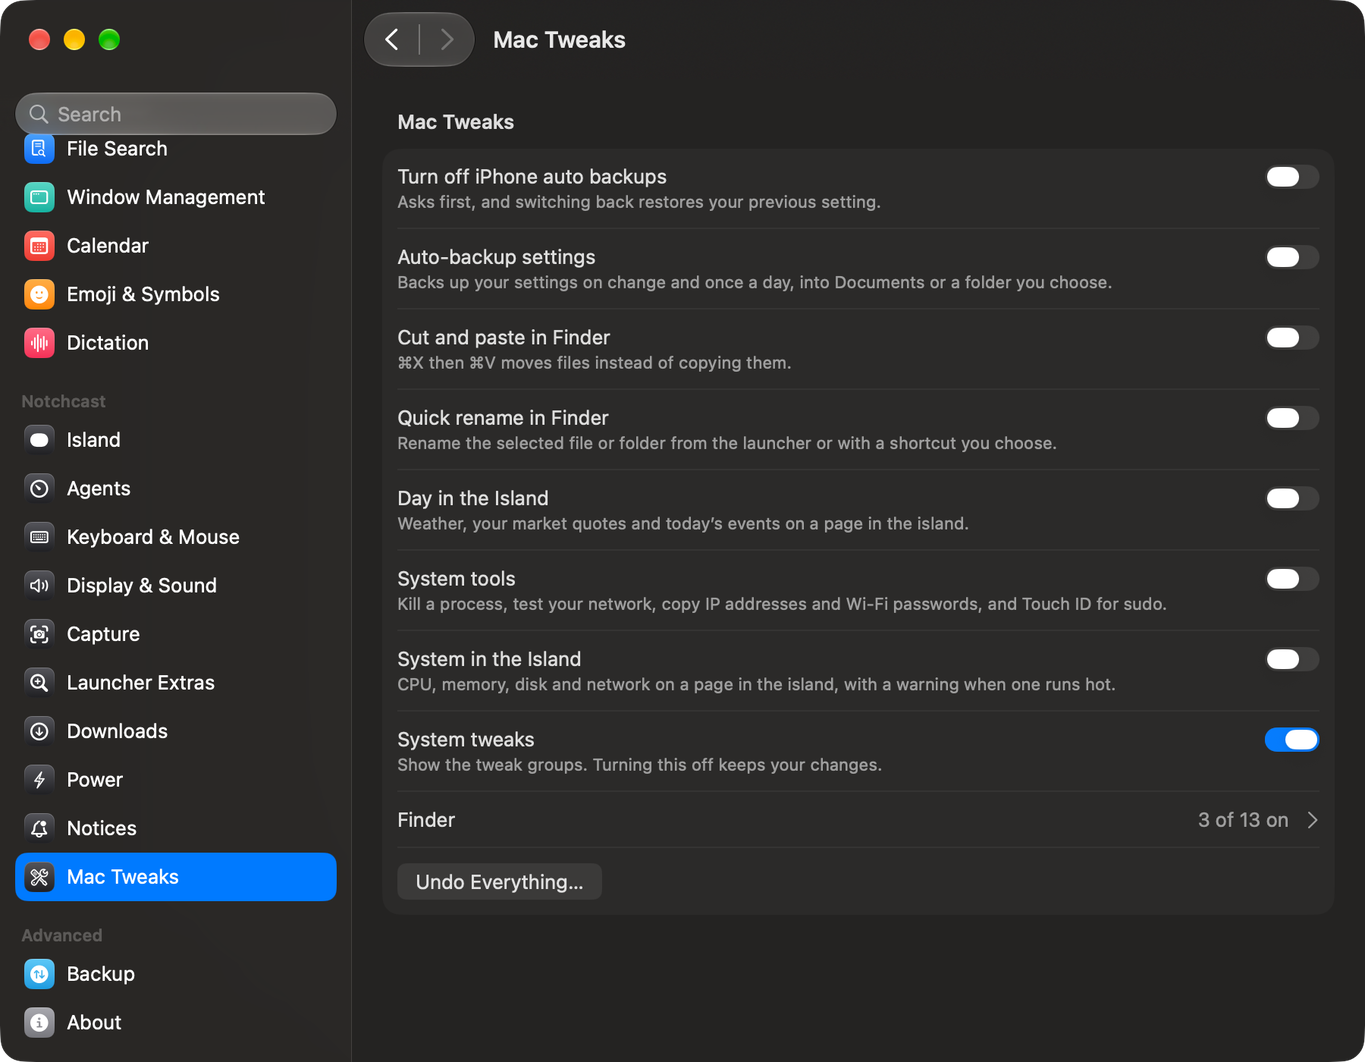 Mac Tweaks
Search
File Search
Window Management
Calendar
Emoji & Symbols
Dictation
Notchcast
Island
Agents
Keyboard & Mouse
Display & Sound
Capture
Launcher Extras
Downloads
Power
Notices
Mac Tweaks
Advanced
Backup
About
Mac Tweaks
Turn off iPhone auto backups
Asks first, and switching back restores your previous setting.
Auto-backup settings
Backs up your settings on change and once a day, into Documents or a folder you choose.
Cut and paste in Finder
⌘X then ⌘V moves files instead of copying them.
Quick rename in Finder
Rename the selected file or folder from the launcher or with a shortcut you choose.
Day in the Island
Weather, your market quotes and today’s events on a page in the island.
System tools
Kill a process, test your network, copy IP addresses and Wi-Fi passwords, and Touch ID for sudo.
System in the Island
CPU, memory, disk and network on a page in the island, with a warning when one runs hot.
System tweaks
Show the tweak groups. Turning this off keeps your changes.
Finder 3 of 13 on
Undo Everything...